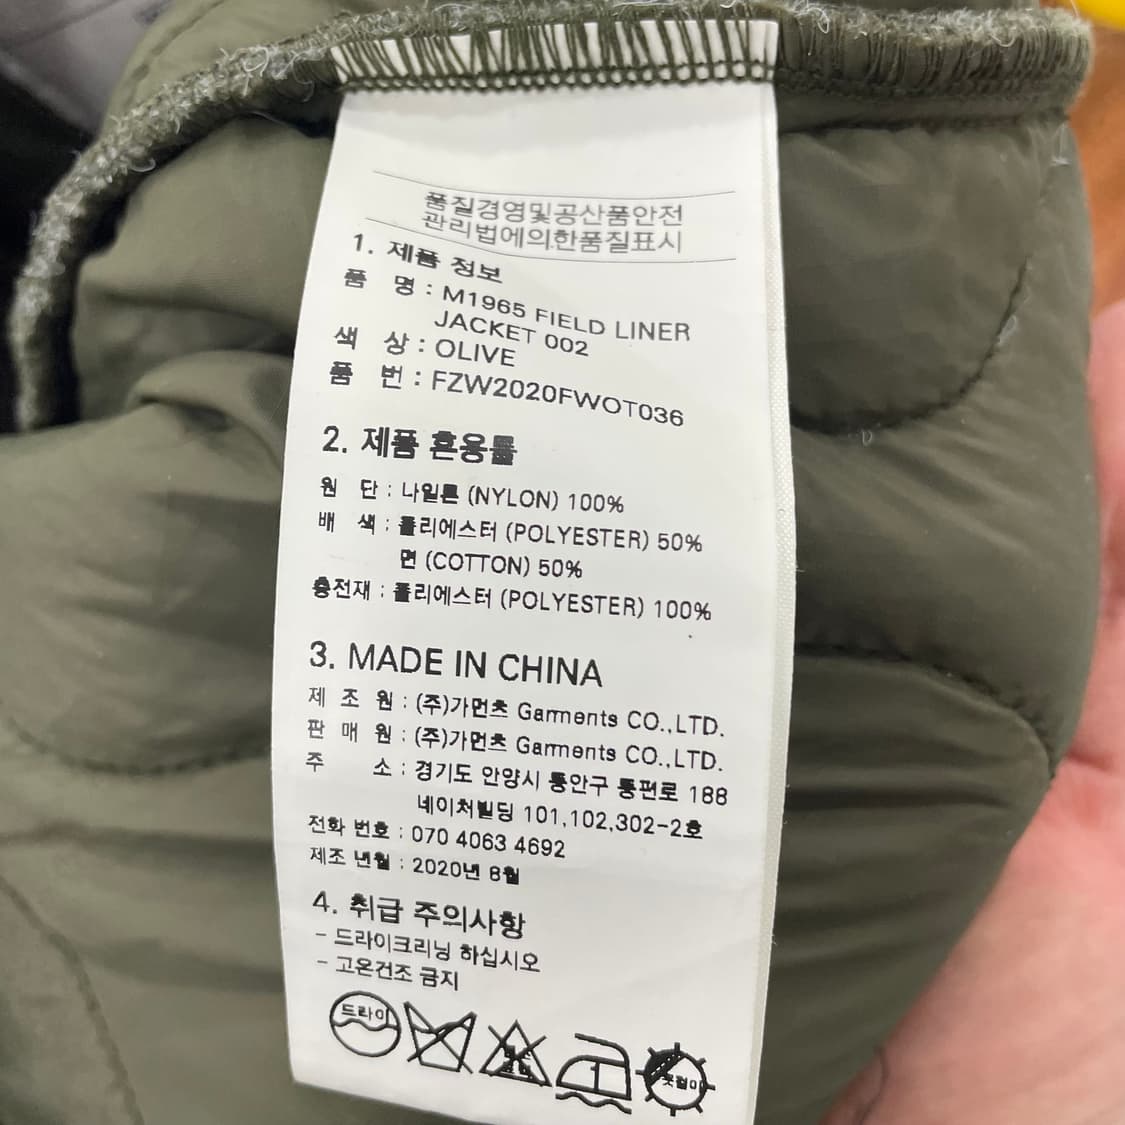 품질경영및공산품안전
관리법에의한품질표시
1. 제품 정보
품 명 : M1965 FIELD LINER
JACKET 002
색 상 : OLIVE
품 번 : FZW2020FWOT036
2. 제품 혼용률
원 단 : 나일론 (NYLON) 100%
배 색 : 폴리에스터 (POLYESTER) 50%
면 (COTTON) 50%
충전재 : 폴리에스터 (POLYESTER) 100%
3. MADE IN CHINA
제 조 원 : (주)가먼츠 Garments CO.,LTD.
판 매 원 : (주)가먼츠 Garments CO.,LTD.
주 소 : 경기도 안양시 동안구 통편로 188
네이처빌딩 101,102,302-2호
전화 번호 : 070 4063 4692
제조 년월 : 2020년 8월
4. 취급 주의사항
- 드라이크리닝 하십시오
- 고온건조 금지
드라이
1
옷걸이